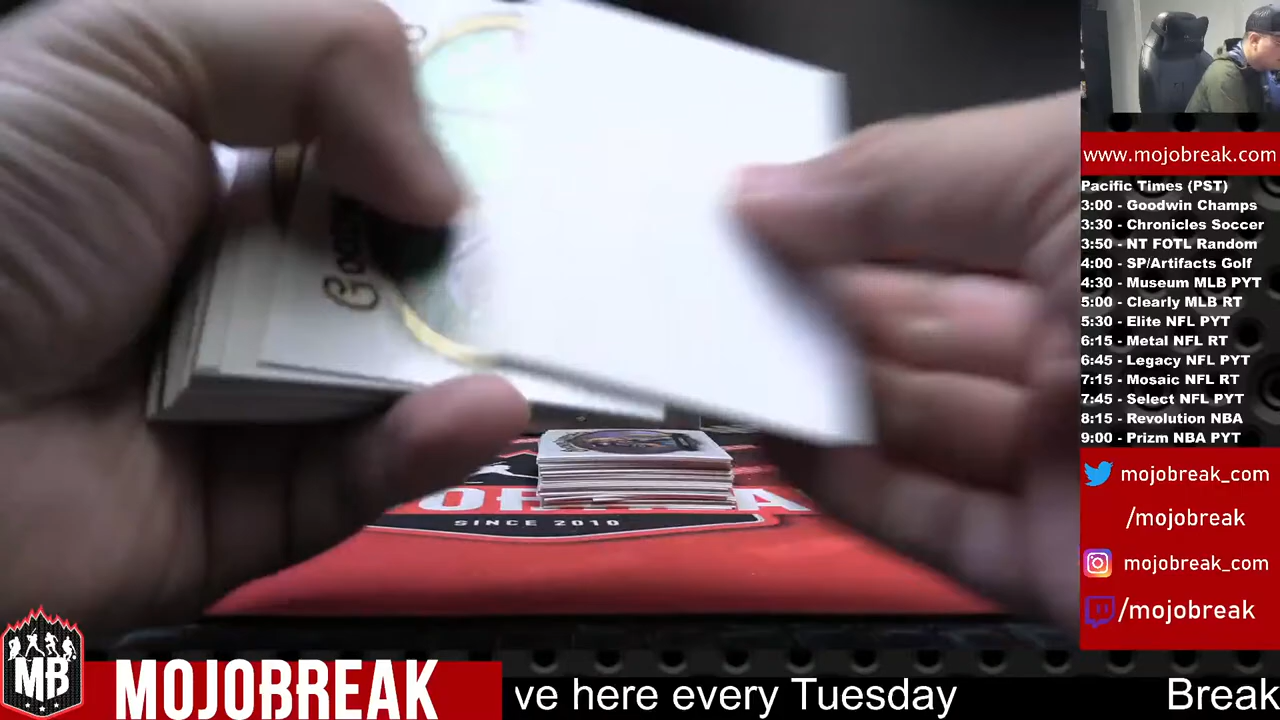 www.mojobreak.com
Pacific Times (PST)
3:00 - Goodwin Champs
3:30 - Chronicles Soccer
3:50 - NT FOTL Random
4:00 - SP/Artifacts Golf
4:30 - Museum MLB PYT
5:00 - Clearly MLB RT
5:30 - Elite NFL PYT
6:15 - Metal NFL RT
6:45 - Legacy NFL PYT
7:15 - Mosaic NFL RT
7:45 - Select NFL PYT
8:15 - Revolution NBA
9:00 - Prizm NBA PYT
mojobreak_com
/mojobreak
mojobreak_com
/mojobreak
SINCE 2010
MB
MOJOBREAK
ve here every Tuesday
Break